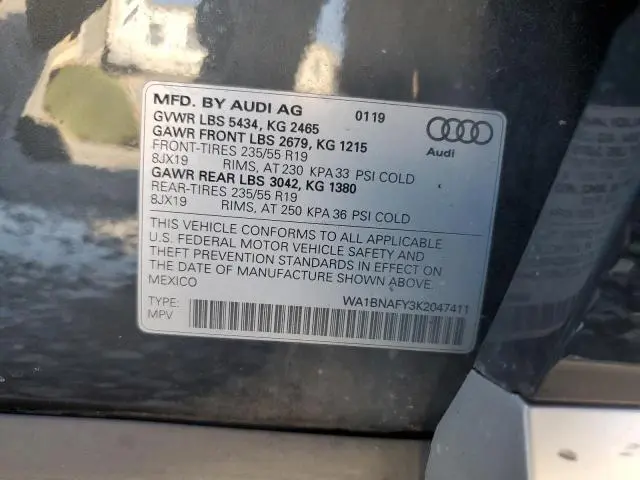 MFD. BY AUDI AG 0119
GVWR LBS 5434, KG 2465
GAWR FRONT LBS 2679, KG 1215
FRONT-TIRES 235/55 R19
8JX19 RIMS, AT 230 KPA 33 PSI COLD
GAWR REAR LBS 3042, KG 1380
REAR-TIRES 235/55 R19
8JX19 RIMS, AT 250 KPA 36 PSI COLD
Audi
THIS VEHICLE CONFORMS TO ALL APPLICABLE
U.S. FEDERAL MOTOR VEHICLE SAFETY AND
THEFT PREVENTION STANDARDS IN EFFECT ON
THE DATE OF MANUFACTURE SHOWN ABOVE.
MEXICO
WA1BNAFY3K2047411
TYPE:
MPV